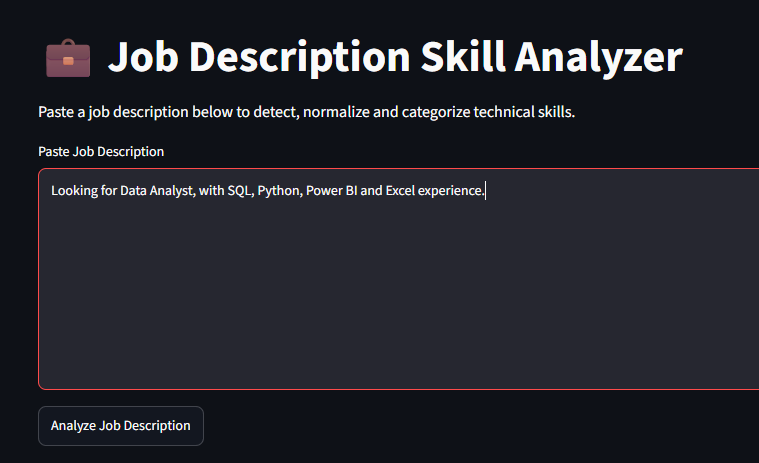 Job Description Skill Analyzer
Paste a job description below to detect, normalize and categorize technical skills.
Paste Job Description
Looking for Data Analyst, with SQL, Python, Power BI and Excel experience.
Analyze Job Description